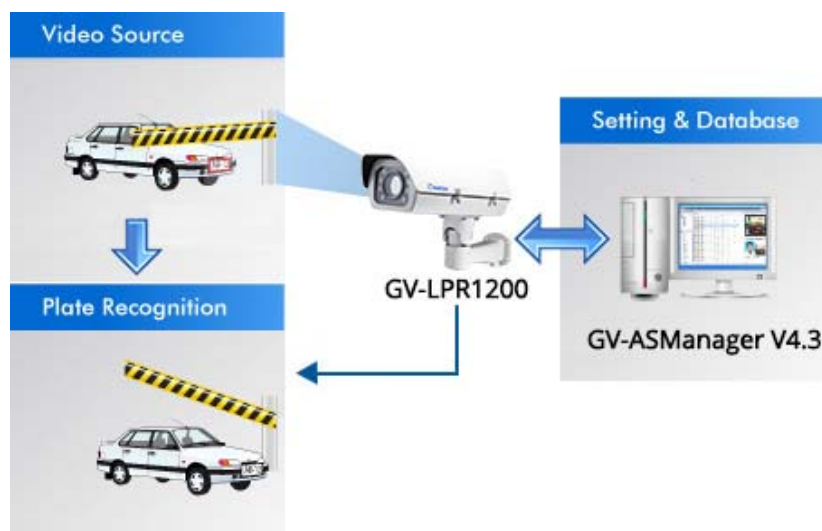 Video Source
Setting & Database
GV-LPR1200
Plate Recognition
GV-ASManager V4.3